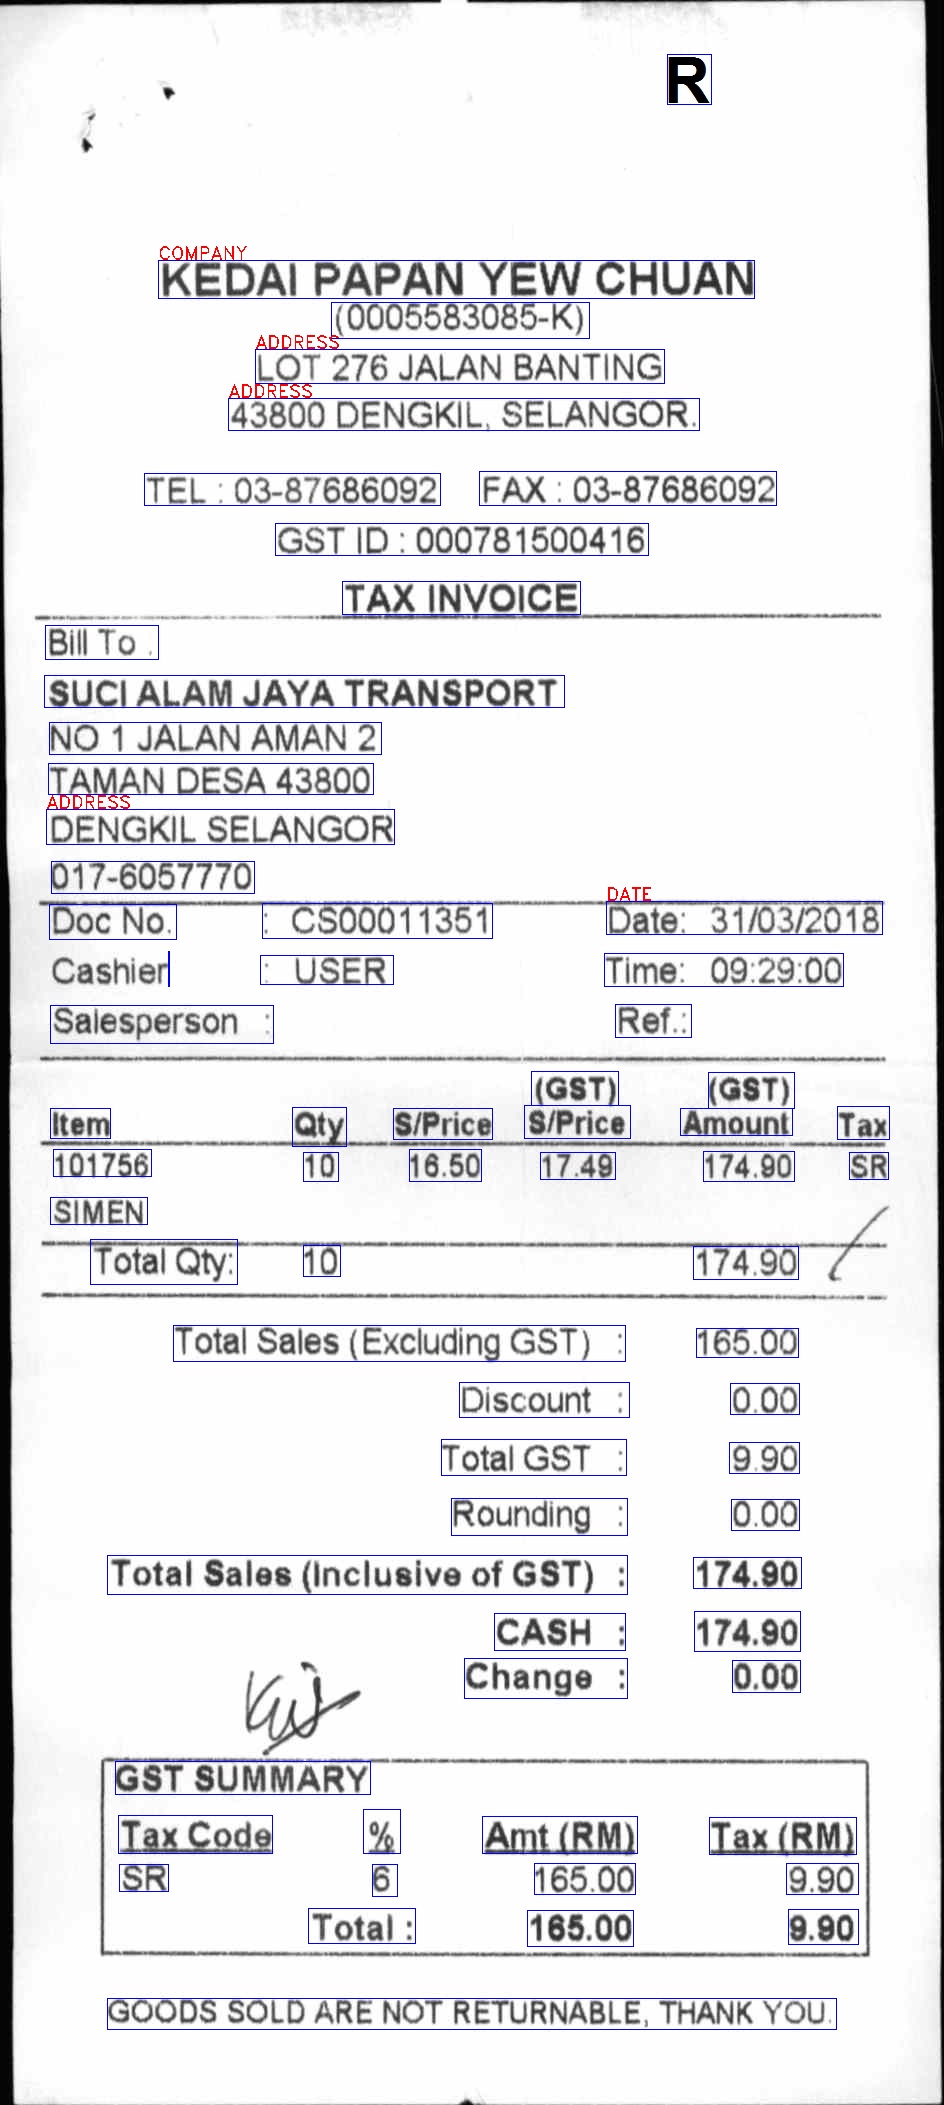 R
COMPANY
KEDAI PAPAN YEW CHUAN
(0005583085-K)
ADDRESS
LOT 276 JALAN BANTING
ADDRESS
43800 DENGKIL, SELANGOR.
TEL : 03-87686092 FAX : 03-87686092
GST ID : 000781500416
TAX INVOICE
Bill To :
SUCI ALAM JAYA TRANSPORT
NO 1 JALAN AMAN 2
TAMAN DESA 43800
ADDRESS
DENGKIL SELANGOR
017-6057770
DATE
Doc No. : CS00011351 Date: 31/03/2018
Cashier : USER Time: 09:29:00
Salesperson : Ref.:
(GST) (GST)
Item Qty S/Price S/Price Amount Tax
101756 10 16.50 17.49 174.90 SR
SIMEN
Total Qty: 10 174.90
Total Sales (Excluding GST) : 165.00
Discount : 0.00
Total GST : 9.90
Rounding : 0.00
Total Sales (Inclusive of GST) : 174.90
CASH : 174.90
Change : 0.00
GST SUMMARY
Tax Code % Amt (RM) Tax (RM)
SR 6 165.00 9.90
Total : 165.00 9.90
GOODS SOLD ARE NOT RETURNABLE, THANK YOU.